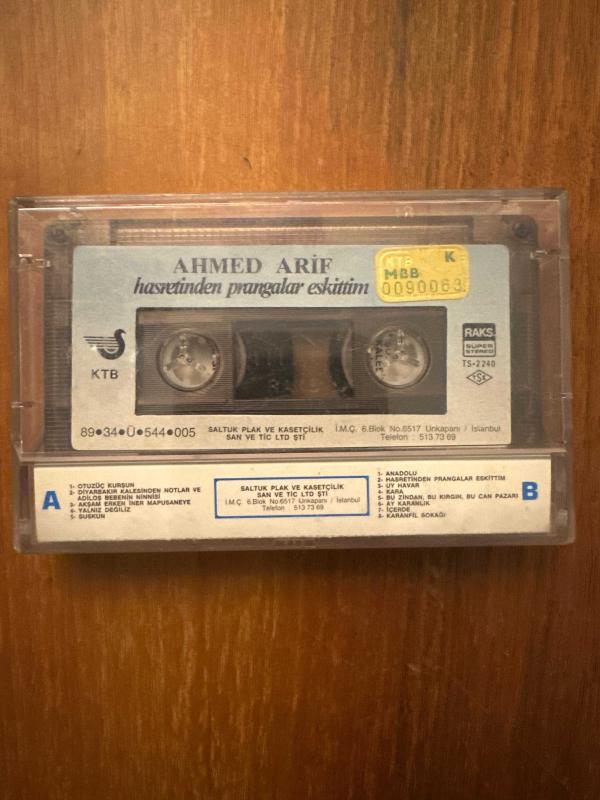 AHMED ARİF
hasretinden prangalar eskittim
KTB K
MBB
0090063
KTB
RAKS
SÜPER
STEREO
TS-2240
TSE
89●34●Ü●544●005
SALTUK PLAK VE KASETÇİLİK
SAN VE TİC LTD ŞTİ
İ.M.Ç. 6.Blok No.6517 Unkapanı / İstanbul
Telefon : 513 73 69
A
1- OTUZÜÇ KURŞUN
2- DİYARBAKIR KALESİNDEN NOTLAR VE
ADİLOŞ BEBENİN NİNNİSİ
3- AKŞAM ERKEN İNER MAPUSANEYE
4- YALNIZ DEĞİLİZ
5- SUSKUN
SALTUK PLAK VE KASETÇİLİK
SAN VE TİC LTD ŞTİ
İ.M.Ç. 6.Blok No.6517 Unkapanı / İstanbul
Telefon : 513 73 69
1- ANADOLU
2- HASRETİNDEN PRANGALAR ESKİTTİM
3- UY HAVAR
4- KARA
5- BU ZİNDAN, BU KIRGIN, BU CAN PAZARI
6- AY KARANLIK
7- İÇERDE
8- KARANFİL SOKAĞI
B